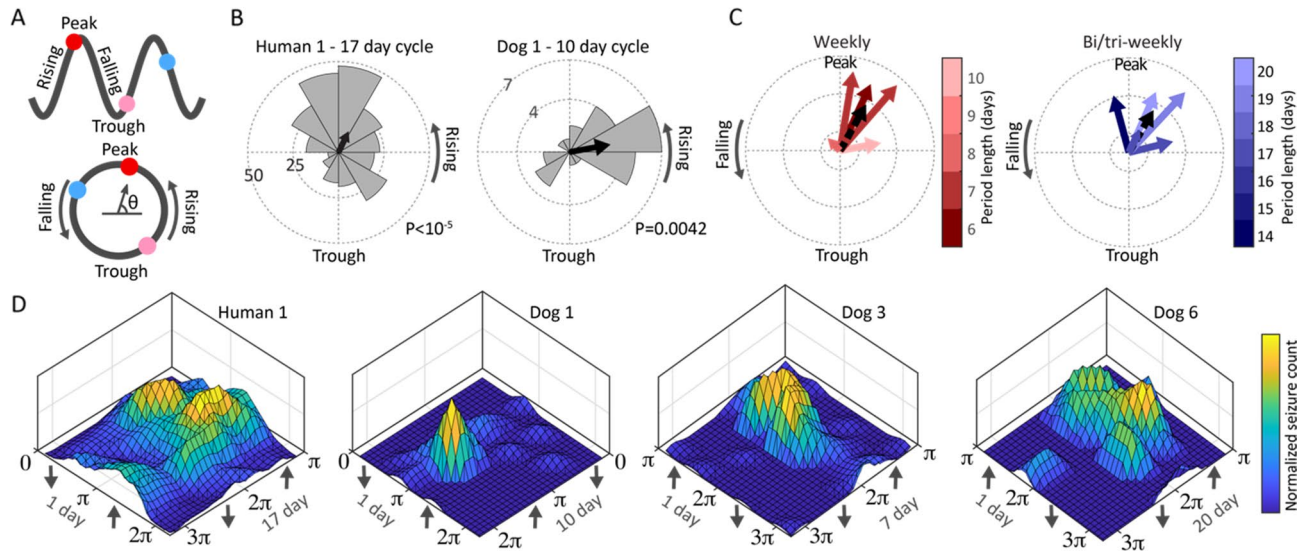 A
Peak
Rising
Falling
Trough
Peak
Falling
θ
Rising
Trough
B
Human 1 - 17 day cycle
50
25
Rising
P<10-5
Trough
Dog 1 - 10 day cycle
7
4
Rising
P=0.0042
Trough
C
Weekly
Peak
Falling
Trough
10
9
8
7
6
Period length (days)
Bi/tri-weekly
Peak
Falling
Trough
20
19
18
17
16
15
14
Period length (days)
D
Human 1
0
π
2π
1 day
3π
2π
π
17 day
Dog 1
0
π
2π
1 day
2π
π
0
10 day
Dog 3
π
2π
3π
1 day
3π
2π
π
7 day
Dog 6
π
2π
3π
1 day
3π
2π
π
20 day
Normalized seizure count